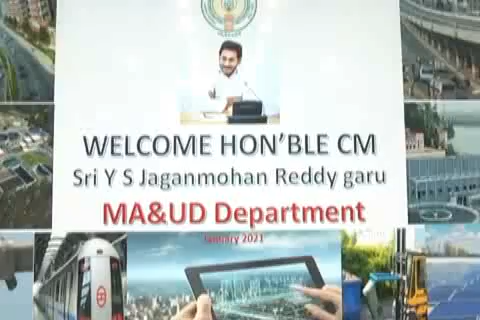 WELCOME HON'BLE CM
Sri Y S Jaganmohan Reddy garu
MA&UD Department
January 2021